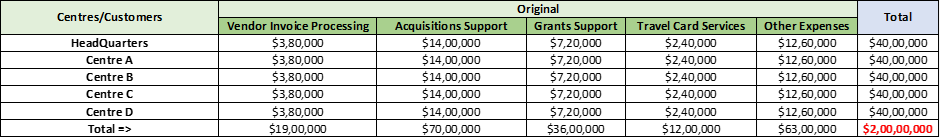 Centres/Customers Original Total
Vendor Invoice Processing Acquisitions Support Grants Support Travel Card Services Other Expenses
HeadQuarters $3,80,000 $14,00,000 $7,20,000 $2,40,000 $12,60,000 $40,00,000
Centre A $3,80,000 $14,00,000 $7,20,000 $2,40,000 $12,60,000 $40,00,000
Centre B $3,80,000 $14,00,000 $7,20,000 $2,40,000 $12,60,000 $40,00,000
Centre C $3,80,000 $14,00,000 $7,20,000 $2,40,000 $12,60,000 $40,00,000
Centre D $3,80,000 $14,00,000 $7,20,000 $2,40,000 $12,60,000 $40,00,000
Total => $19,00,000 $70,00,000 $36,00,000 $12,00,000 $63,00,000 $2,00,00,000